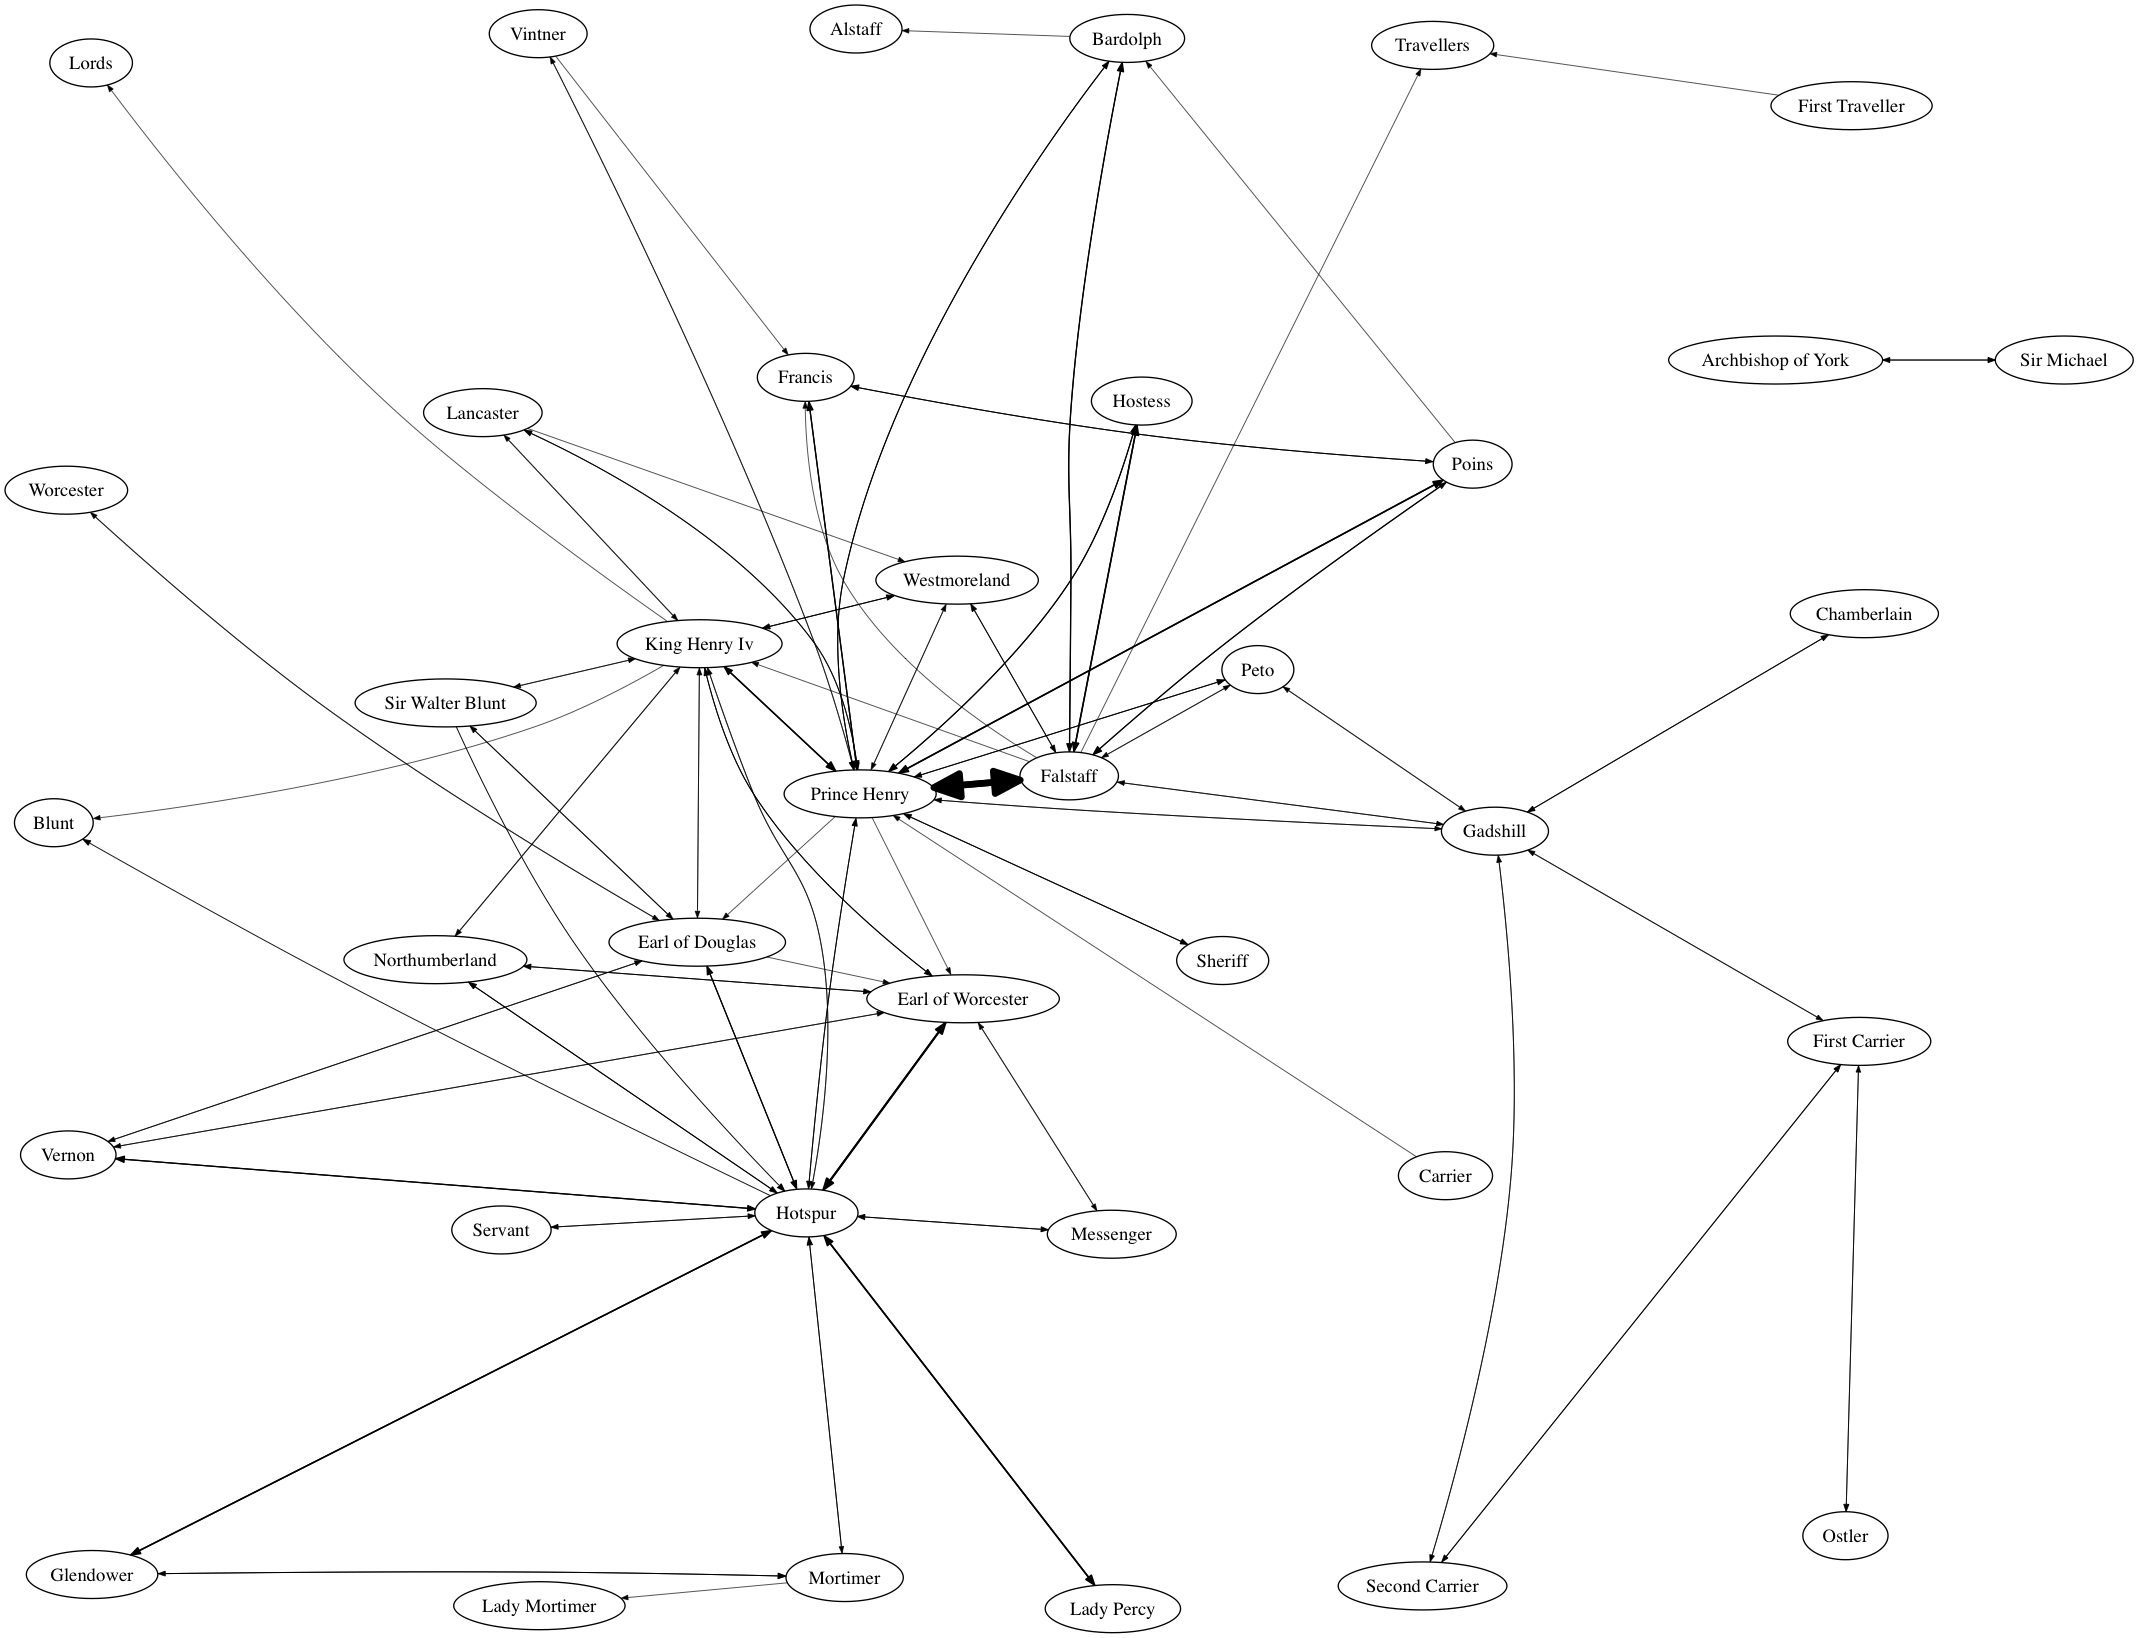 Alstaff
Vintner
Bardolph
Travellers
Lords
First Traveller
Archbishop of York
Sir Michael
Francis
Hostess
Lancaster
Poins
Worcester
Westmoreland
Chamberlain
King Henry Iv
Peto
Sir Walter Blunt
Falstaff
Prince Henry
Blunt
Gadshill
Earl of Douglas
Northumberland
Sheriff
Earl of Worcester
First Carrier
Vernon
Carrier
Hotspur
Servant
Messenger
Ostler
Glendower
Mortimer
Second Carrier
Lady Mortimer
Lady Percy